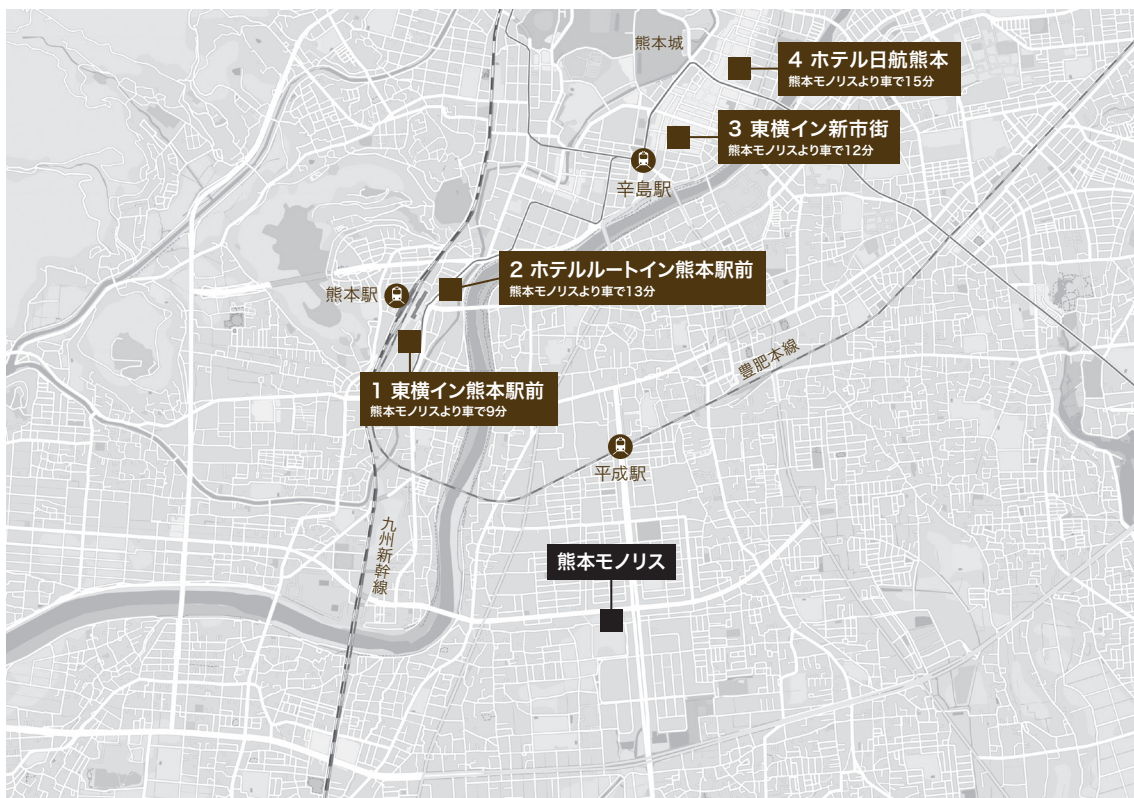 熊本城
4 ホテル日航熊本
熊本モノリスより車で15分
3 東横イン新市街
熊本モノリスより車で12分
辛島駅
2 ホテルルートイン熊本駅前
熊本モノリスより車で13分
熊本駅
1 東横イン熊本駅前
熊本モノリスより車で9分
豊肥本線
平成駅
九州新幹線
熊本モノリス